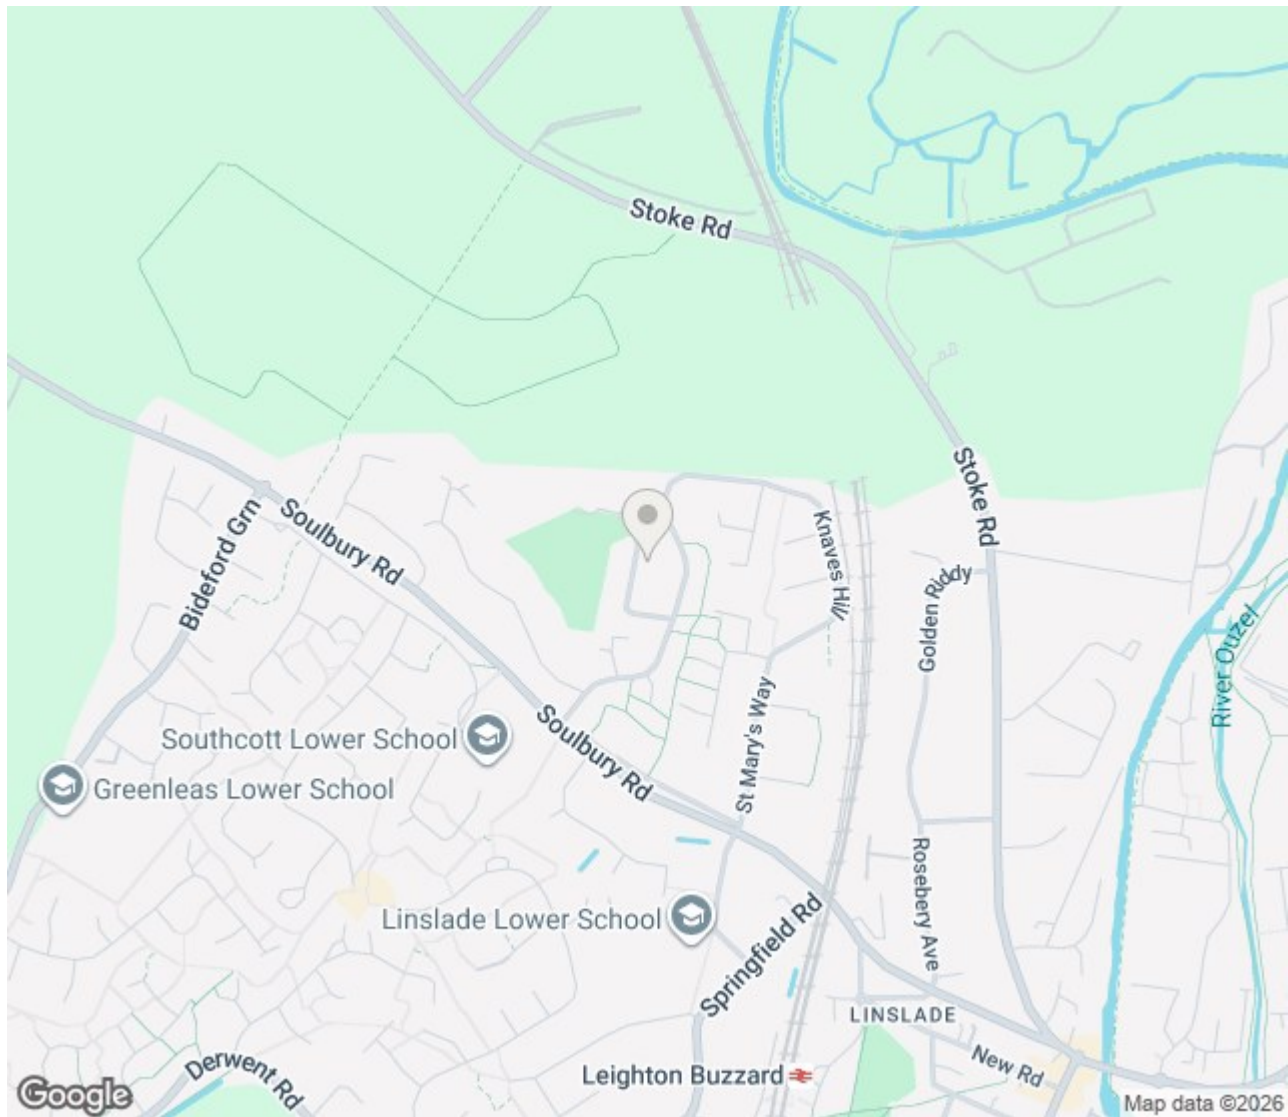 Stoke Rd
Stoke Rd
Knaves Hill
Soulbury Rd
Bideford Grn
Golden Riddy
River Ouzel
Southcott Lower School
Soulbury Rd
St Mary's Way
Greenleas Lower School
Rosebery Ave
Linslade Lower School
Springfield Rd
LINSLADE
New Rd
Derwent Rd
Leighton Buzzard
Google
Map data ©2026